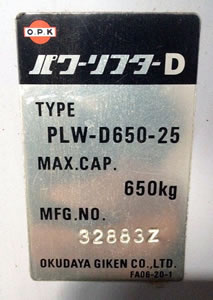 O.P.K
パワーリフターD
TYPE
PLW-D650-25
MAX.CAP.
650kg
MFG.NO.
32883Z
OKUDAYA GIKEN CO.,LTD.
FA06-20-1